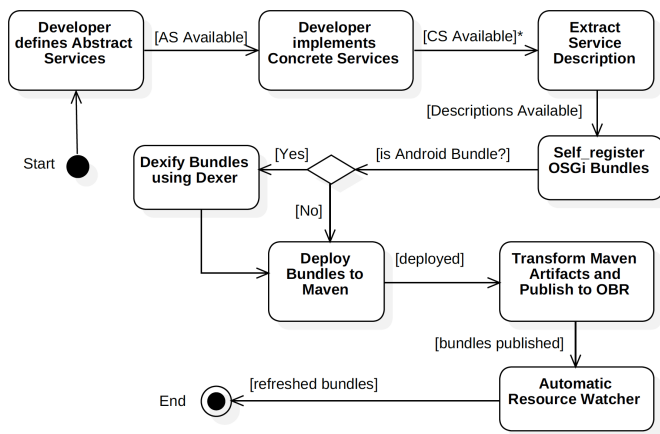 Developer
defines Abstract
Services
[AS Available]
Developer
implements
Concrete Services
[CS Available]*
Extract
Service
Description
[Descriptions Available]
Start
Dexify Bundles
using Dexer
[Yes]
[is Android Bundle?]
Self_register
OSGi Bundles
[No]
Deploy
Bundles to
Maven
[deployed]
Transform Maven
Artifacts and
Publish to OBR
[bundles published]
End
[refreshed bundles]
Automatic
Resource Watcher